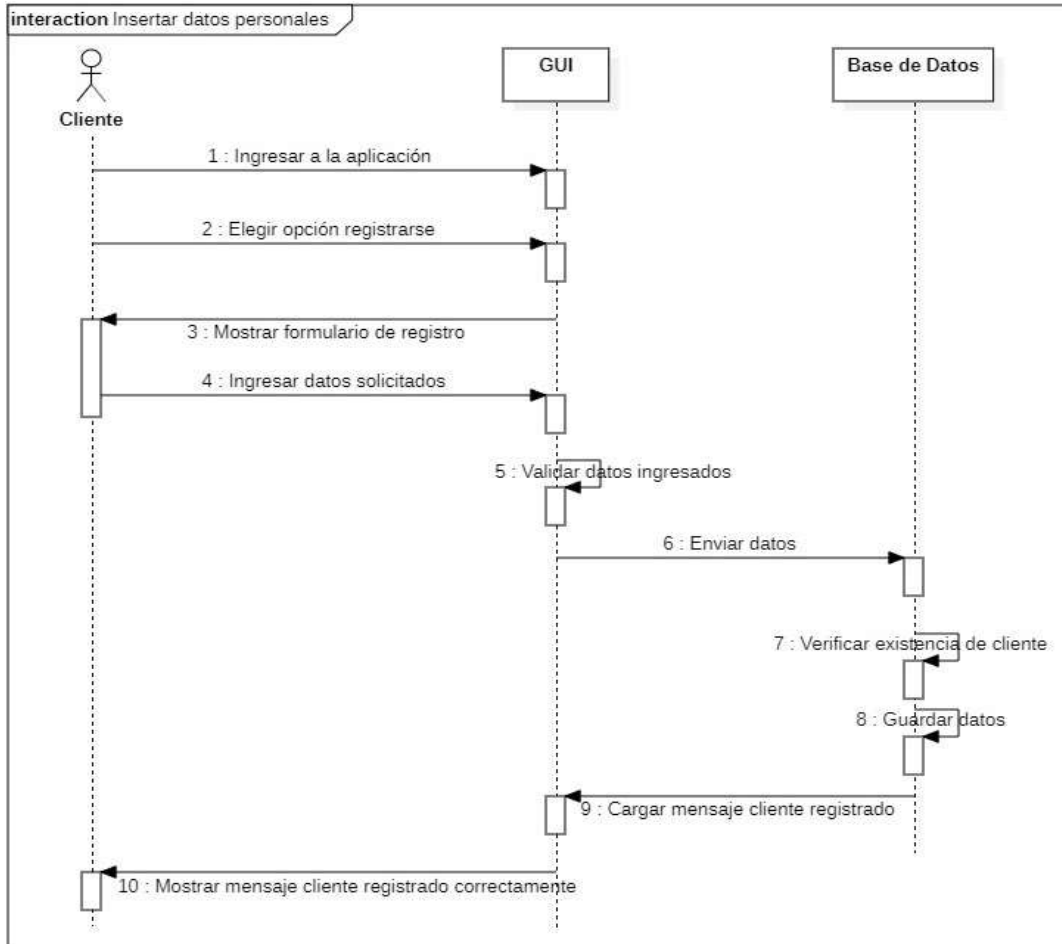 interaction Insertar datos personales
GUI
Base de Datos
Cliente
1 : Ingresar a la aplicación
2 : Elegir opción registrarse
3 : Mostrar formulario de registro
4 : Ingresar datos solicitados
5 : Validar datos ingresados
6 : Enviar datos
7 : Verificar existencia de cliente
8 : Guardar datos
9 : Cargar mensaje cliente registrado
10 : Mostrar mensaje cliente registrado correctamente